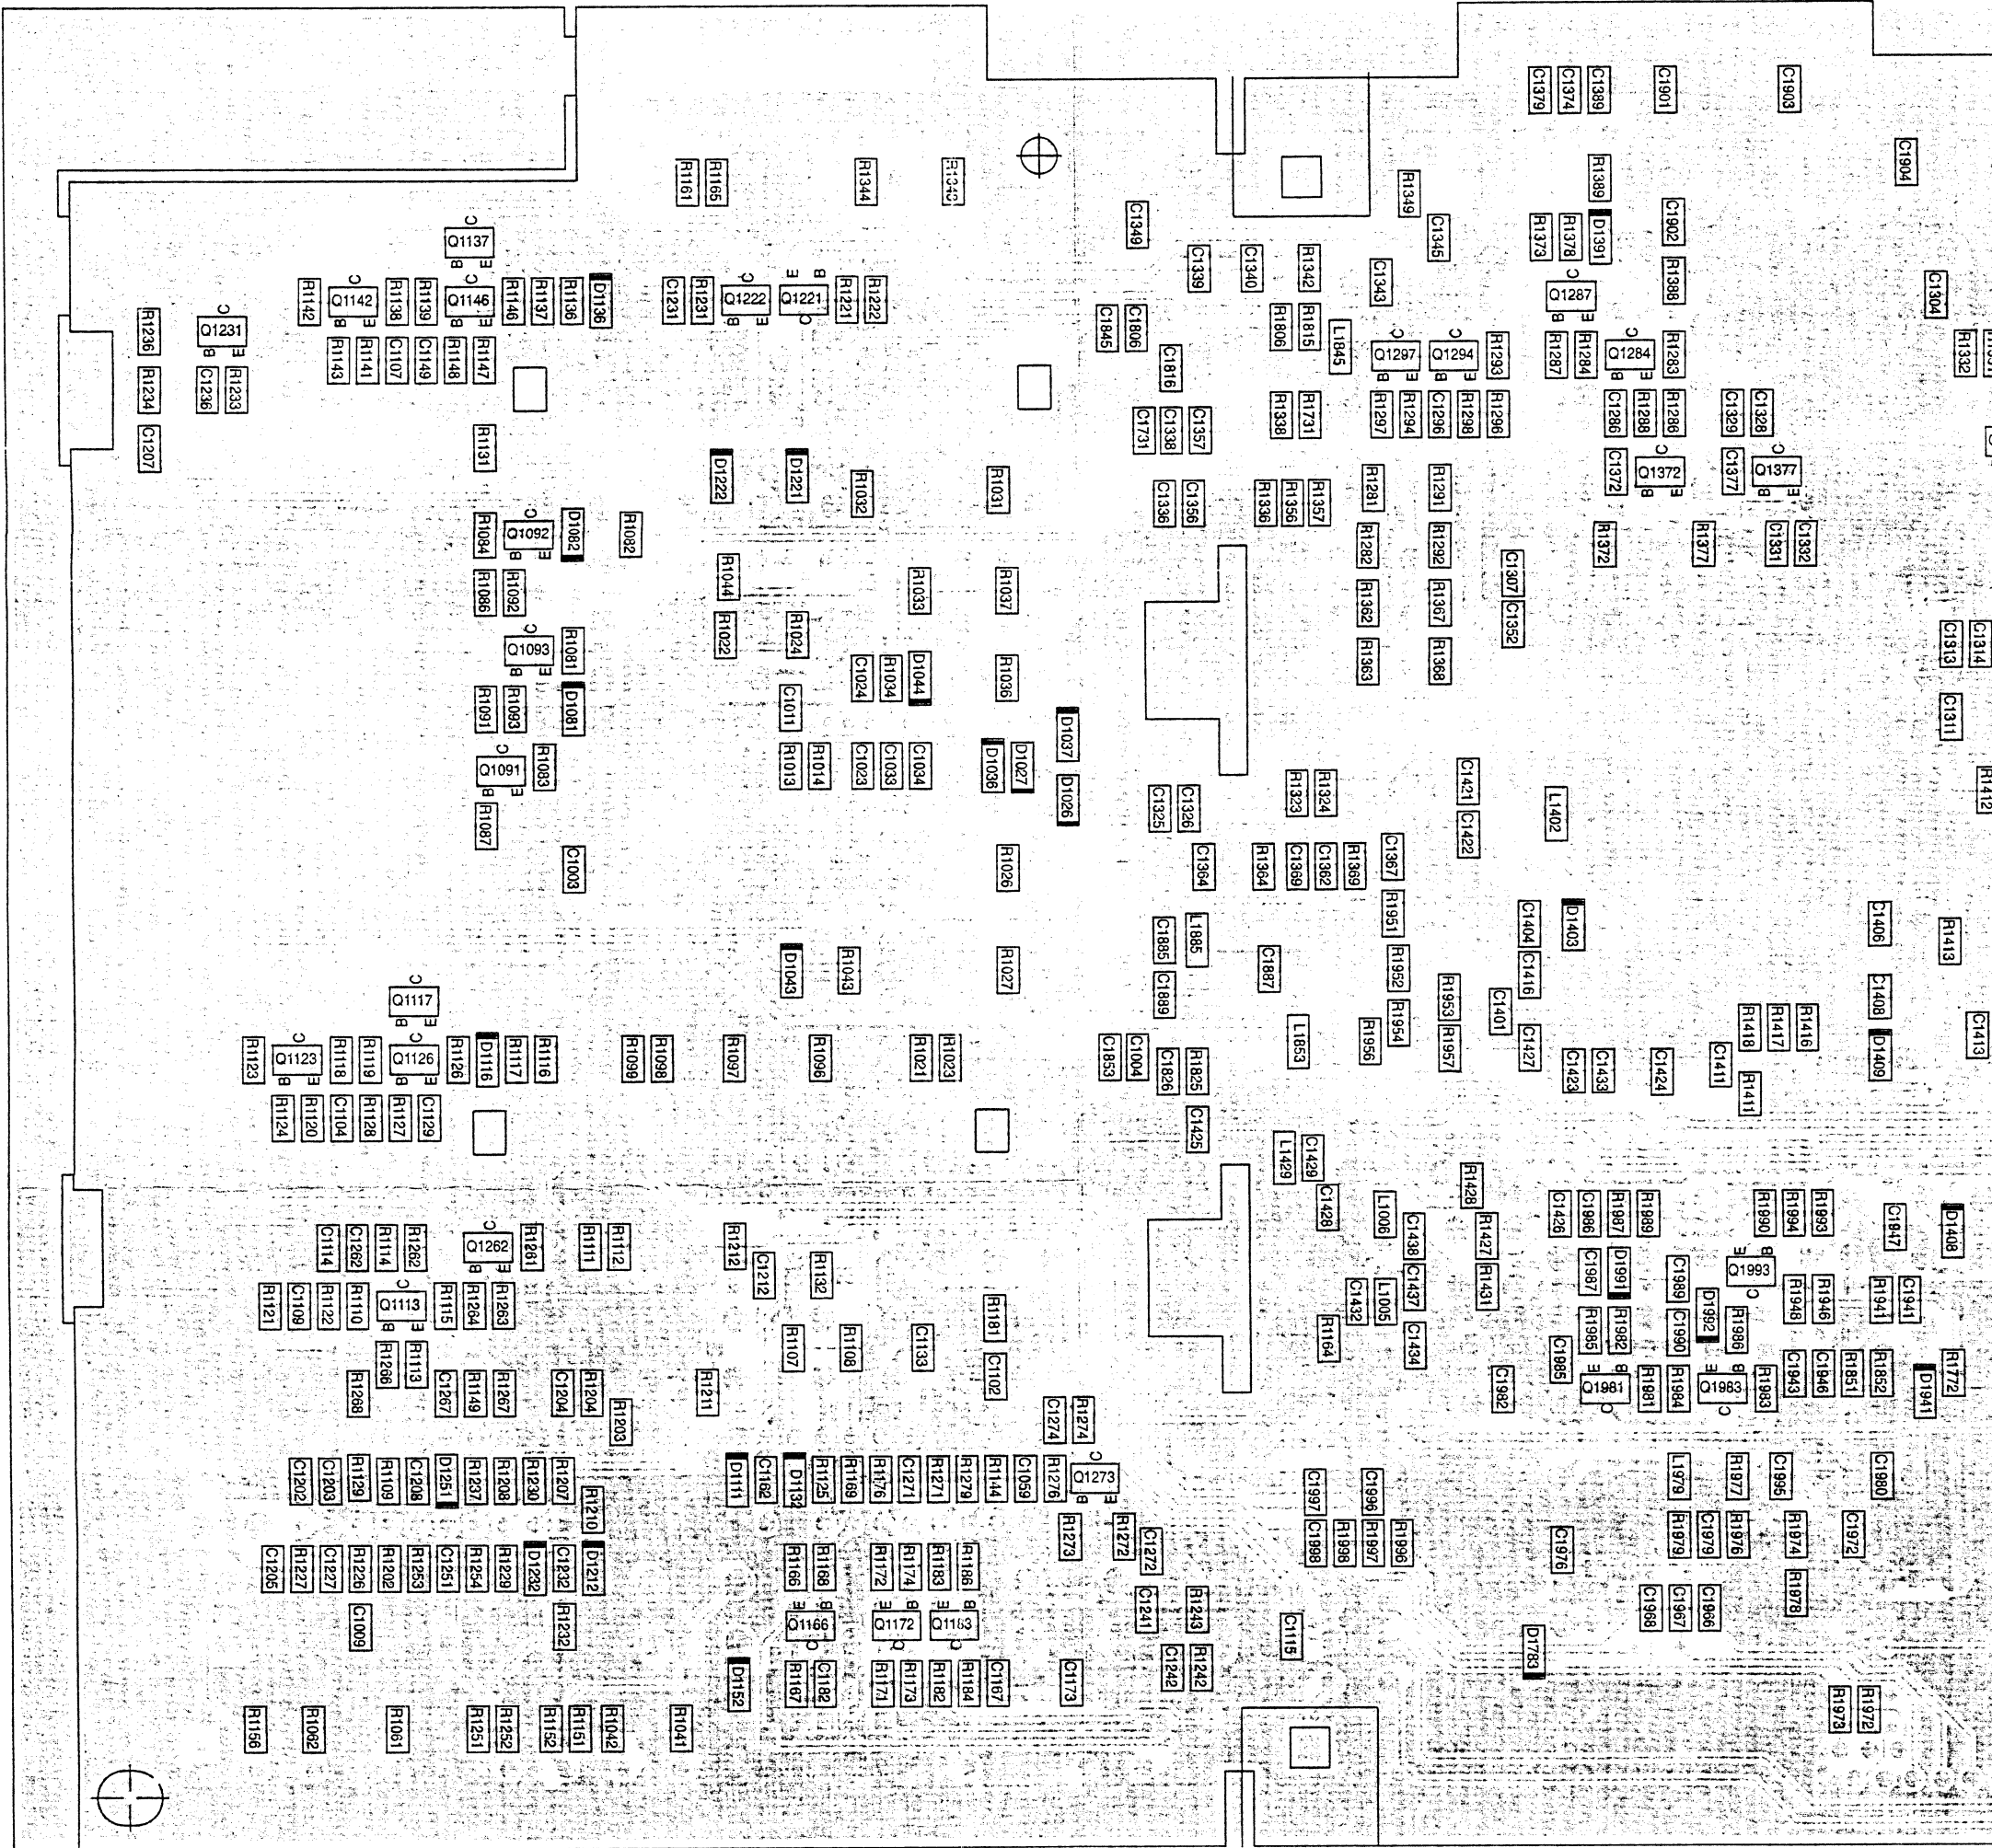 C1379 C1374 C1389 C1901 C1903
R1161 R1165 R1344 R1343 R1349 R1389 C1904
C1349 C1345 R1373 R1378 D1391 C1902
C
Q1137
B E
C1339 C1340 R1342 C1343 R1388 C1304
R1142 Q1142 R1138 R1139 Q1146 R1146 R1137 R1136 D1136 C1231 R1231 Q1222 Q1221 R1221 R1222 Q1287
C B E
R1236 Q1231 C1845 C1806 R1806 R1815 L1845
R1143 R1141 C1107 C1149 R1148 R1147 C1816 Q1297 Q1294 R1293 R1287 R1284 Q1284 R1283 R1332
R1234 C1236 R1233
C1731 C1338 C1357 R1338 R1731 R1297 R1294 C1296 R1298 R1296 C1286 R1288 R1286 C1329 C1328
C1207 R1131 D1222 D1221 R1032 R1031 C1372 Q1372 C1377 Q1377
C1336 C1356 R1336 R1356 R1357 R1281 R1291
R1084 Q1092 D1082 R1082 R1282 R1292 R1372 R1377 C1331 C1332
R1086 R1092 R1044 R1033 R1037 R1362 R1367 C1307 C1352
Q1093 R1081 R1022 R1024 C1313 C1314
C1024 R1034 D1044 R1036 R1363 R1368
R1091 R1093 D1081 C1011 D1037 C1311
Q1091 R1083 R1013 R1014 C1023 C1033 C1034 D1036 D1027 D1026 C1325 C1326 R1323 R1324 C1421 L1402 R1412
R1087 C1422
C1003 R1026 C1364 R1364 C1369 C1362 R1369 C1367
R1951 C1404 D1403 C1406
D1043 R1043 R1027 C1885 L1885 C1887 R1952 C1416 R1413
Q1117 C1889 R1953 C1401 C1408
R1123 Q1123 R1118 R1119 Q1126 R1126 D1116 R1117 R1116 R1099 R1098 R1097 R1096 R1021 R1023 C1853 C1004 C1826 R1825 L1853 R1956 R1954 R1957 C1427 C1423 C1433 C1424 C1411 R1418 R1417 R1416 D1409 C1413
R1124 R1120 C1104 R1128 R1127 C1129 C1425 R1411
L1429 C1429 R1428
C1428 L1006 C1426 C1986 R1987 R1989 R1990 R1994 R1993 C1947 D1408
C1114 C1262 R1114 R1262 Q1262 R1261 R1111 R1112 R1212 C1438 R1427
C1212 R1132 C1987 D1991 C1989 Q1993
R1121 C1109 R1122 R1110 Q1113 R1115 R1264 R1263 R1181 C1432 L1005 C1437 R1431 D1992 R1948 R1946 R1941 C1941
R1266 R1113 R1107 R1108 C1133 R1164 C1434 R1985 R1982 C1990 R1986
R1268 C1267 R1149 R1267 C1204 R1204 R1211 C1102 C1982 C1985 Q1981 R1981 R1984 Q1983 R1983 C1943 C1946 R1851 R1852 D1941 R1772
R1203 C1274 R1274
C1202 C1203 R1129 R1109 C1208 D1251 R1237 R1208 R1230 R1207 D1111 C1162 D1132 R1125 R1169 R1176 C1271 R1271 R1279 R1144 C1059 R1276 Q1273 C1997 C1996 L1979 R1977 C1995 C1980
R1210 R1273 R1272 C1272 C1998 R1998 R1997 R1996 C1976 R1979 C1979 R1976 R1974 C1972
C1205 R1227 C1227 R1226 R1202 R1253 C1251 R1254 R1229 D1232 C1232 D1212 R1166 R1168 R1172 R1174 R1183 R1186
C1009 R1232 Q1166 Q1172 Q1183 C1241 R1243 C1115 C1968 C1967 C1966 R1978
D1152 R1167 C1182 R1171 R1173 R1182 R1184 C1167 C1173 C1242 R1242 D1783
R1156 R1062 R1061 R1251 R1252 R1152 R1151 R1042 R1041 R1973 R1972